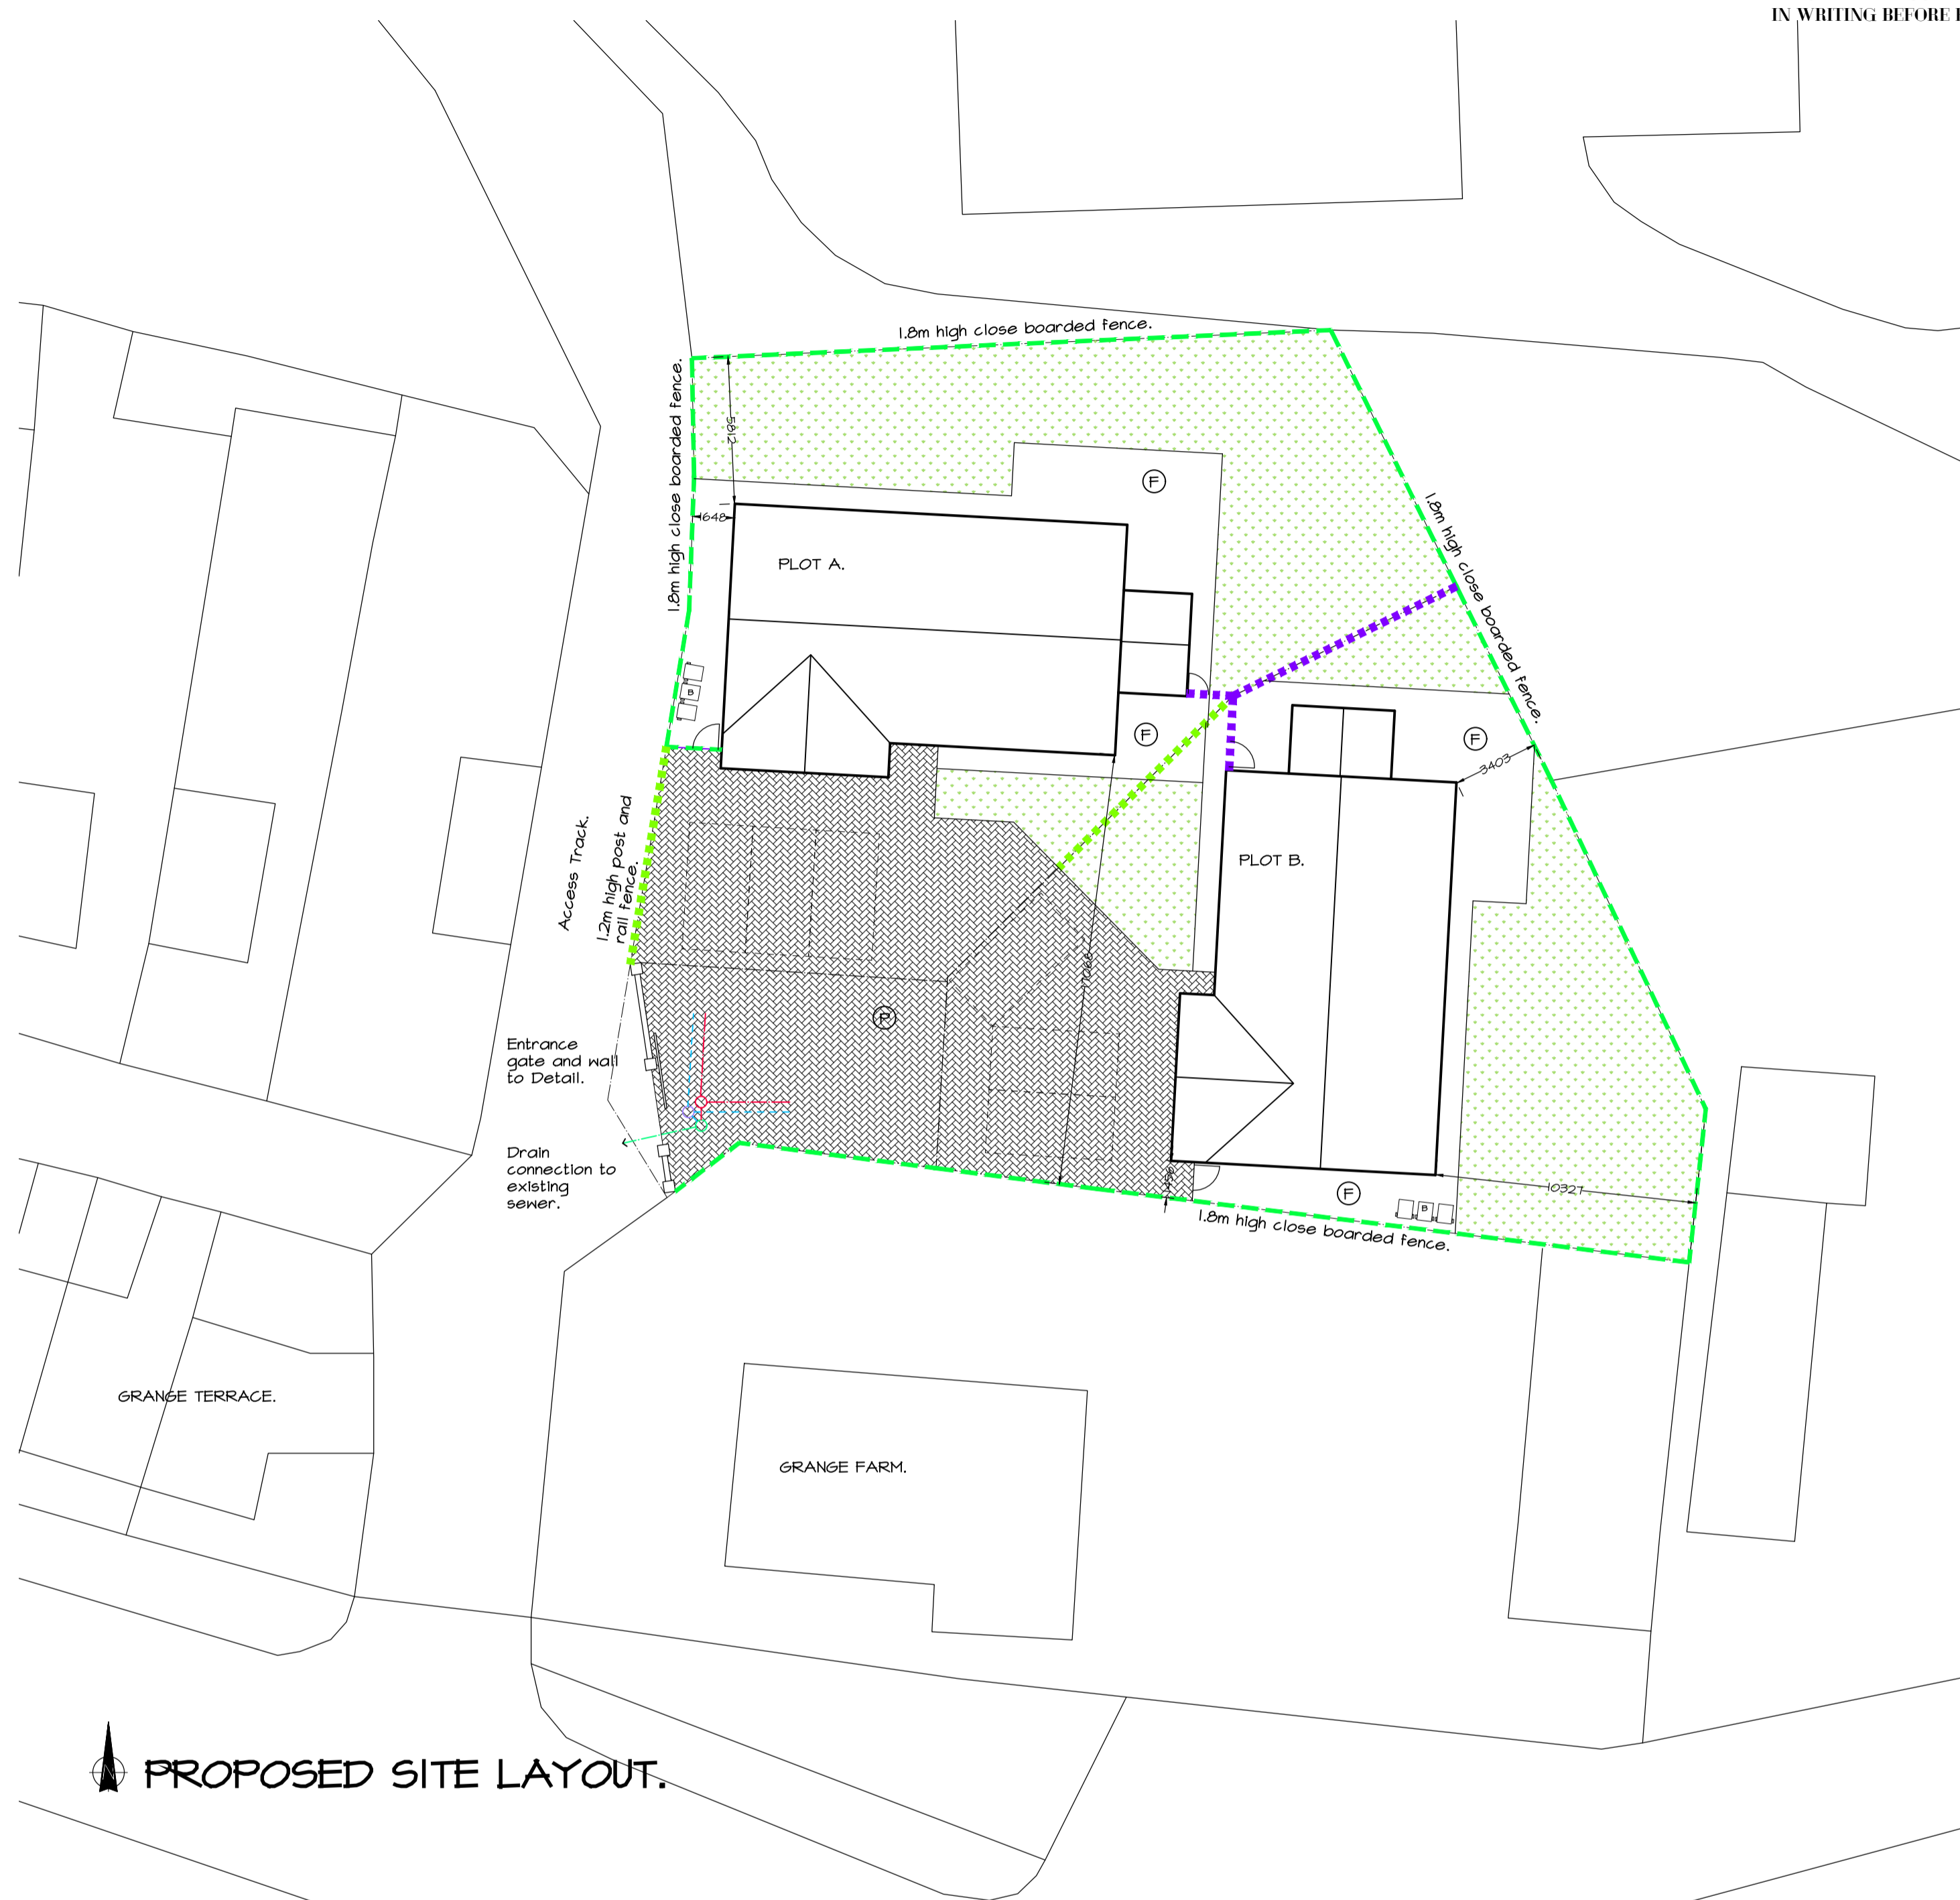 IN WRITING BEFORE
1.8m high close boarded fence.
1.8m high close boarded fence.
5812
F
1648
1.8m high close boarded fence.
PLOT A.
B
F
F
3403
Access Track.
1.2m high post and
rail fence.
PLOT B.
P
Entrance
gate and wall
to Detail.
Drain
connection to
existing
sewer.
F
B
10327
1.8m high close boarded fence.
GRANGE TERRACE.
GRANGE FARM.
PROPOSED SITE LAYOUT.